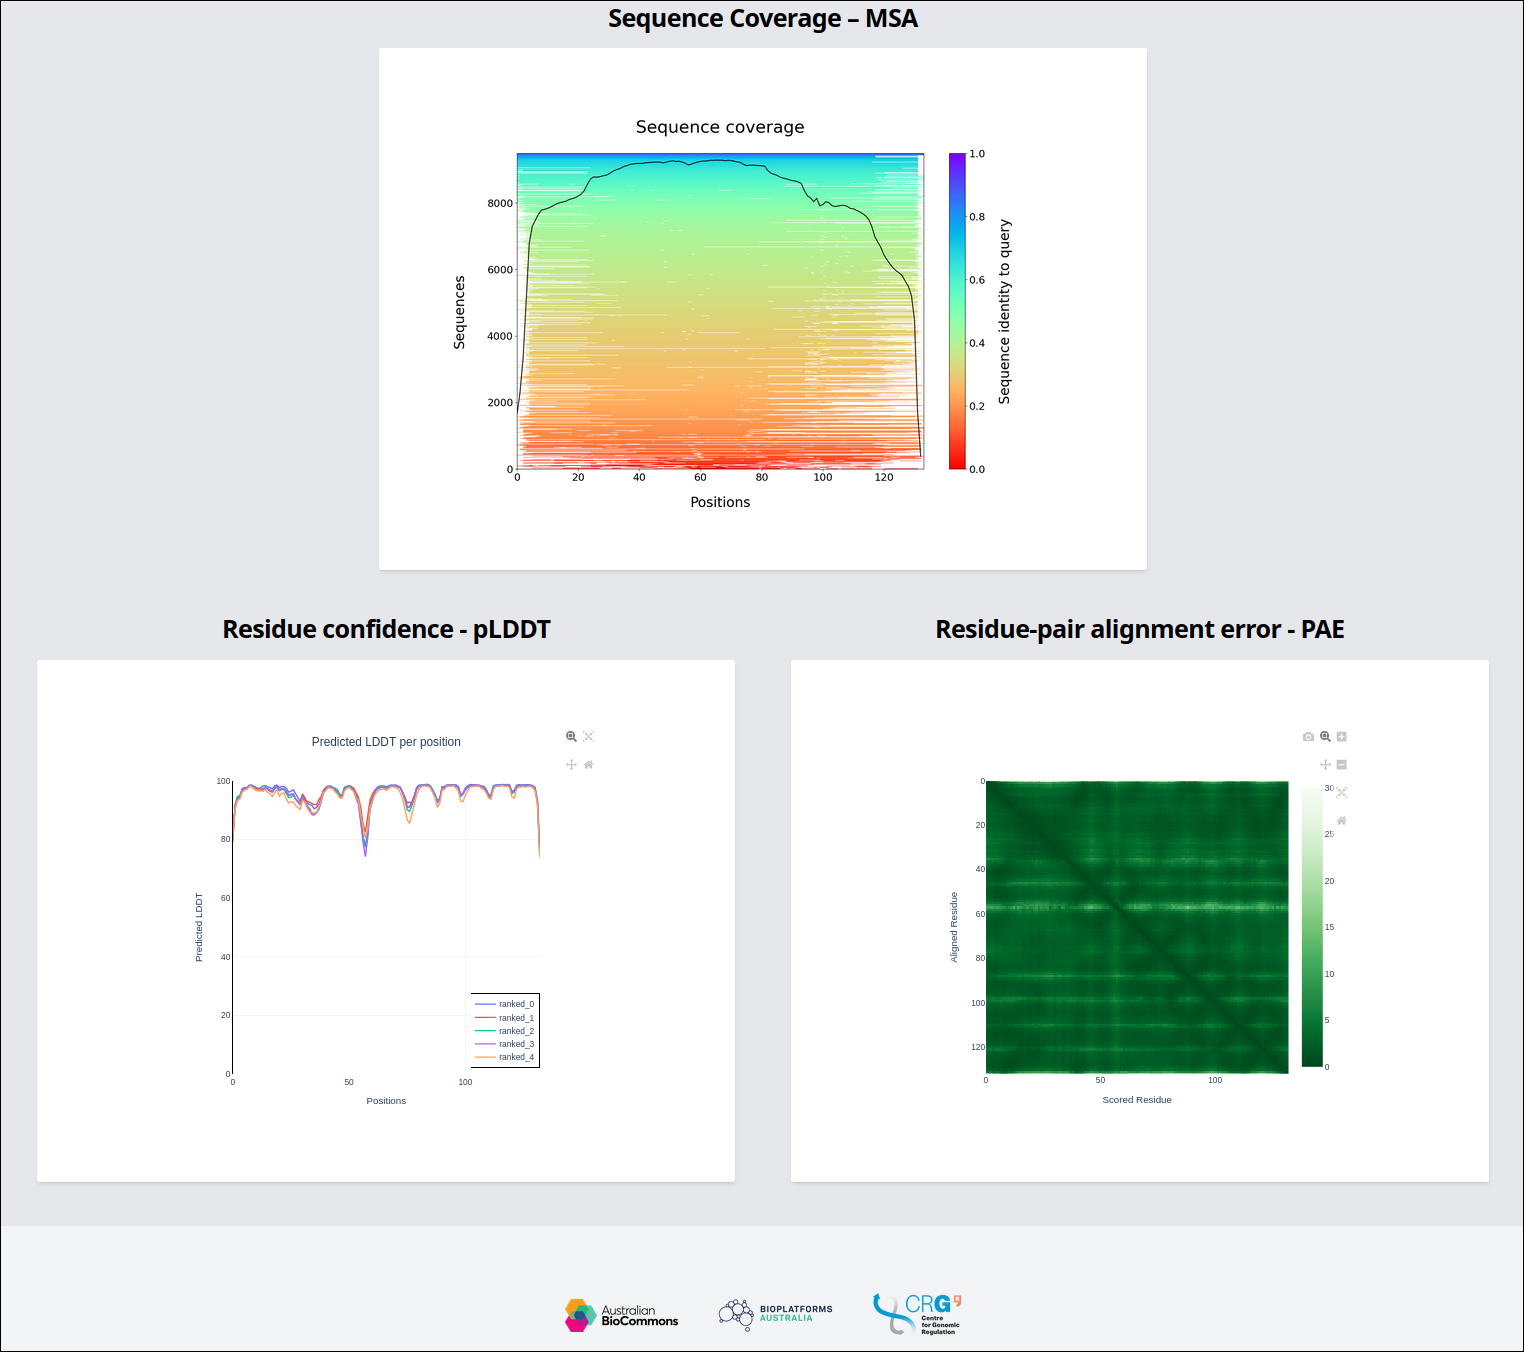 Sequence Coverage – MSA
Sequence coverage
Sequences
8000
6000
4000
2000
0
0 20 40 60 80 100 120
Positions
1.0
0.8
0.6
0.4
0.2
0.0
Sequence identity to query
Residue confidence - pLDDT
Predicted LDDT per position
Predicted LDDT
100
80
60
40
20
0
0 50 100
Positions
ranked_0
ranked_1
ranked_2
ranked_3
ranked_4
Residue-pair alignment error - PAE
Aligned Residue
0
20
40
60
80
100
120
0 50 100
Scored Residue
30
25
20
15
10
5
0
Australian
BioCommons
BIOPLATFORMS
AUSTRALIA
CRG
Centre
for Genomic
Regulation